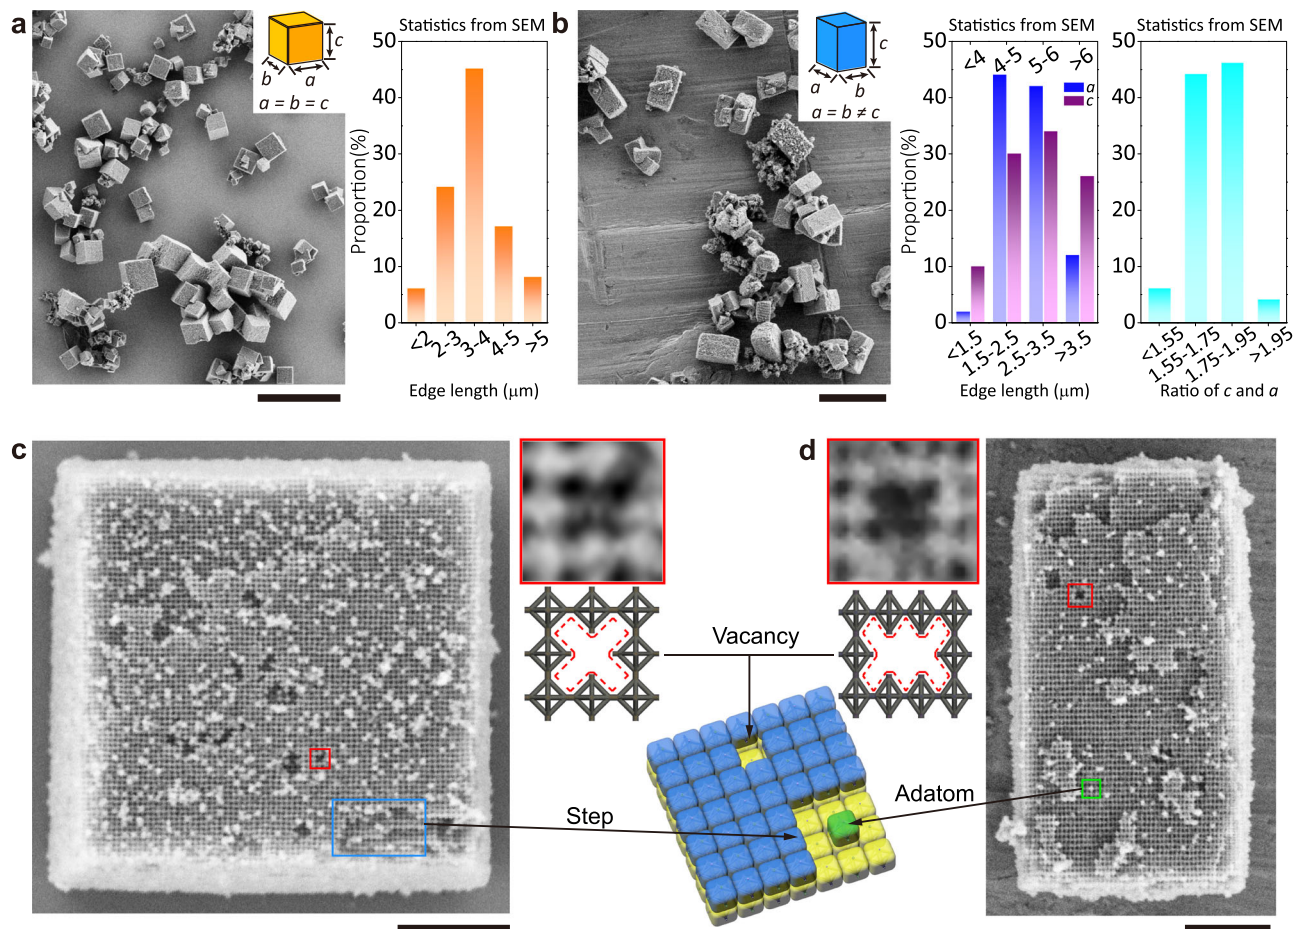 a
c
b
a
a = b = c
Statistics from SEM
Proportion(%)
50
40
30
20
10
0
<2
2-3
3-4
4-5
>5
Edge length (μm)
b
c
a
b
a = b ≠ c
Statistics from SEM
Proportion(%)
50
40
30
20
10
0
<4
4-5
5-6
>6
a
c
<1.5
1.5-2.5
2.5-3.5
>3.5
Edge length (μm)
Statistics from SEM
50
40
30
20
10
0
<1.55
1.55-1.75
1.75-1.95
>1.95
Ratio of c and a
c
d
Vacancy
Step
Adatom